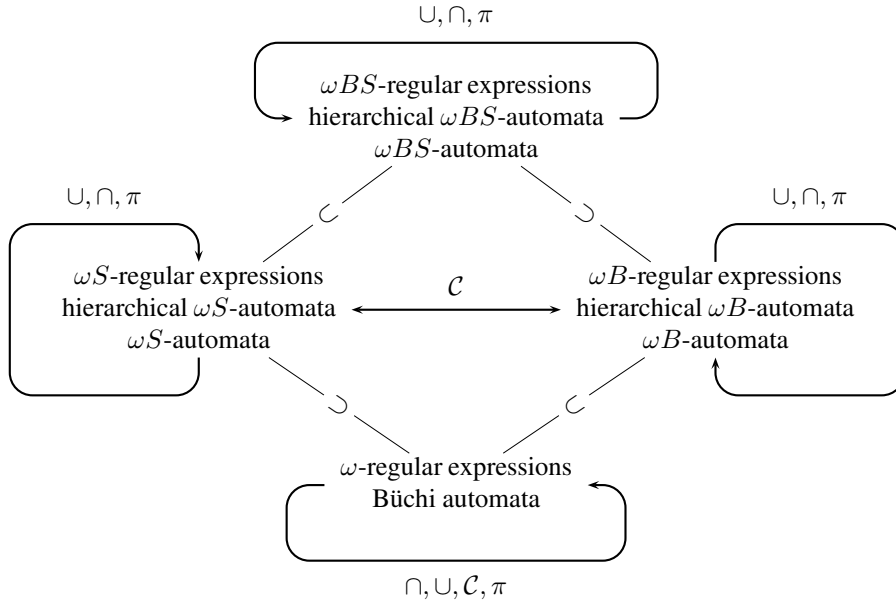 ∪, ∩, π
ωBS-regular expressions
hierarchical ωBS-automata
ωBS-automata
⊂
⊃
∪, ∩, π
∪, ∩, π
ωS-regular expressions
hierarchical ωS-automata
ωS-automata
𝒞
ωB-regular expressions
hierarchical ωB-automata
ωB-automata
⊃
⊂
ω-regular expressions
Büchi automata
∩, ∪, 𝒞, π